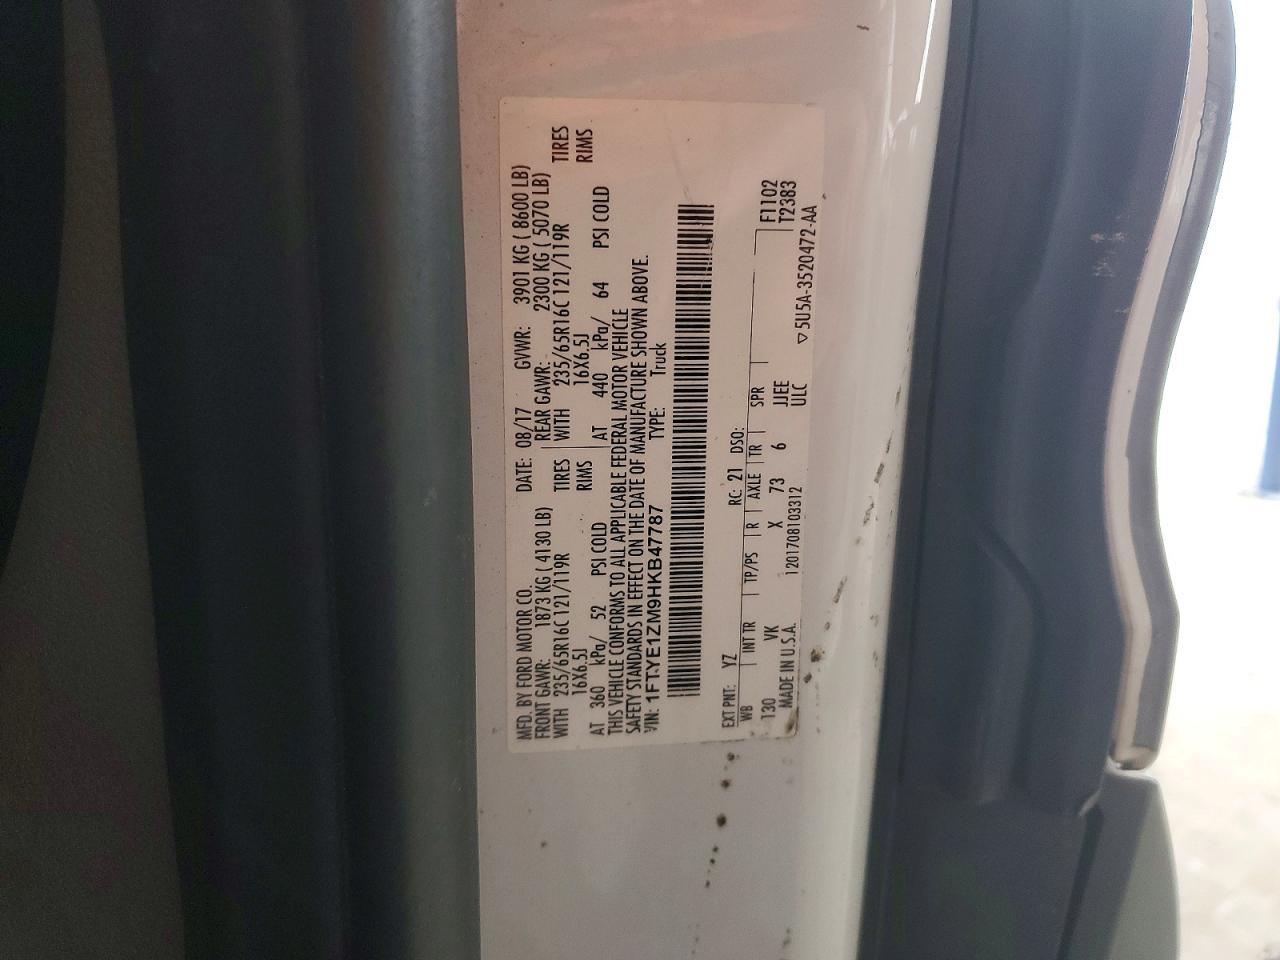 MFD. BY FORD MOTOR CO. DATE: 08/17 GVWR: 3901 KG ( 8600 LB)
FRONT GAWR: 1873 KG ( 4130 LB) REAR GAWR: 2300 KG ( 5070 LB)
WITH 235/65R16C 121/119R TIRES WITH 235/65R16C 121/119R TIRES
16X6.5J RIMS 16X6.5J RIMS
AT 360 kPa/ 52 PSI COLD AT 440 kPa/ 64 PSI COLD
THIS VEHICLE CONFORMS TO ALL APPLICABLE FEDERAL MOTOR VEHICLE
SAFETY STANDARDS IN EFFECT ON THE DATE OF MANUFACTURE SHOWN ABOVE.
VIN: 1FTYE1ZM9HKB47787 TYPE: Truck
EXT PNT: YZ RC: 21 DSO: F1102
WB INT TR TP/PS R AXLE TR SPR T2383
130 VK X 73 6 JJEE
MADE IN U.S.A. 1201708103312 ULC ▽5U5A-3520472-AA